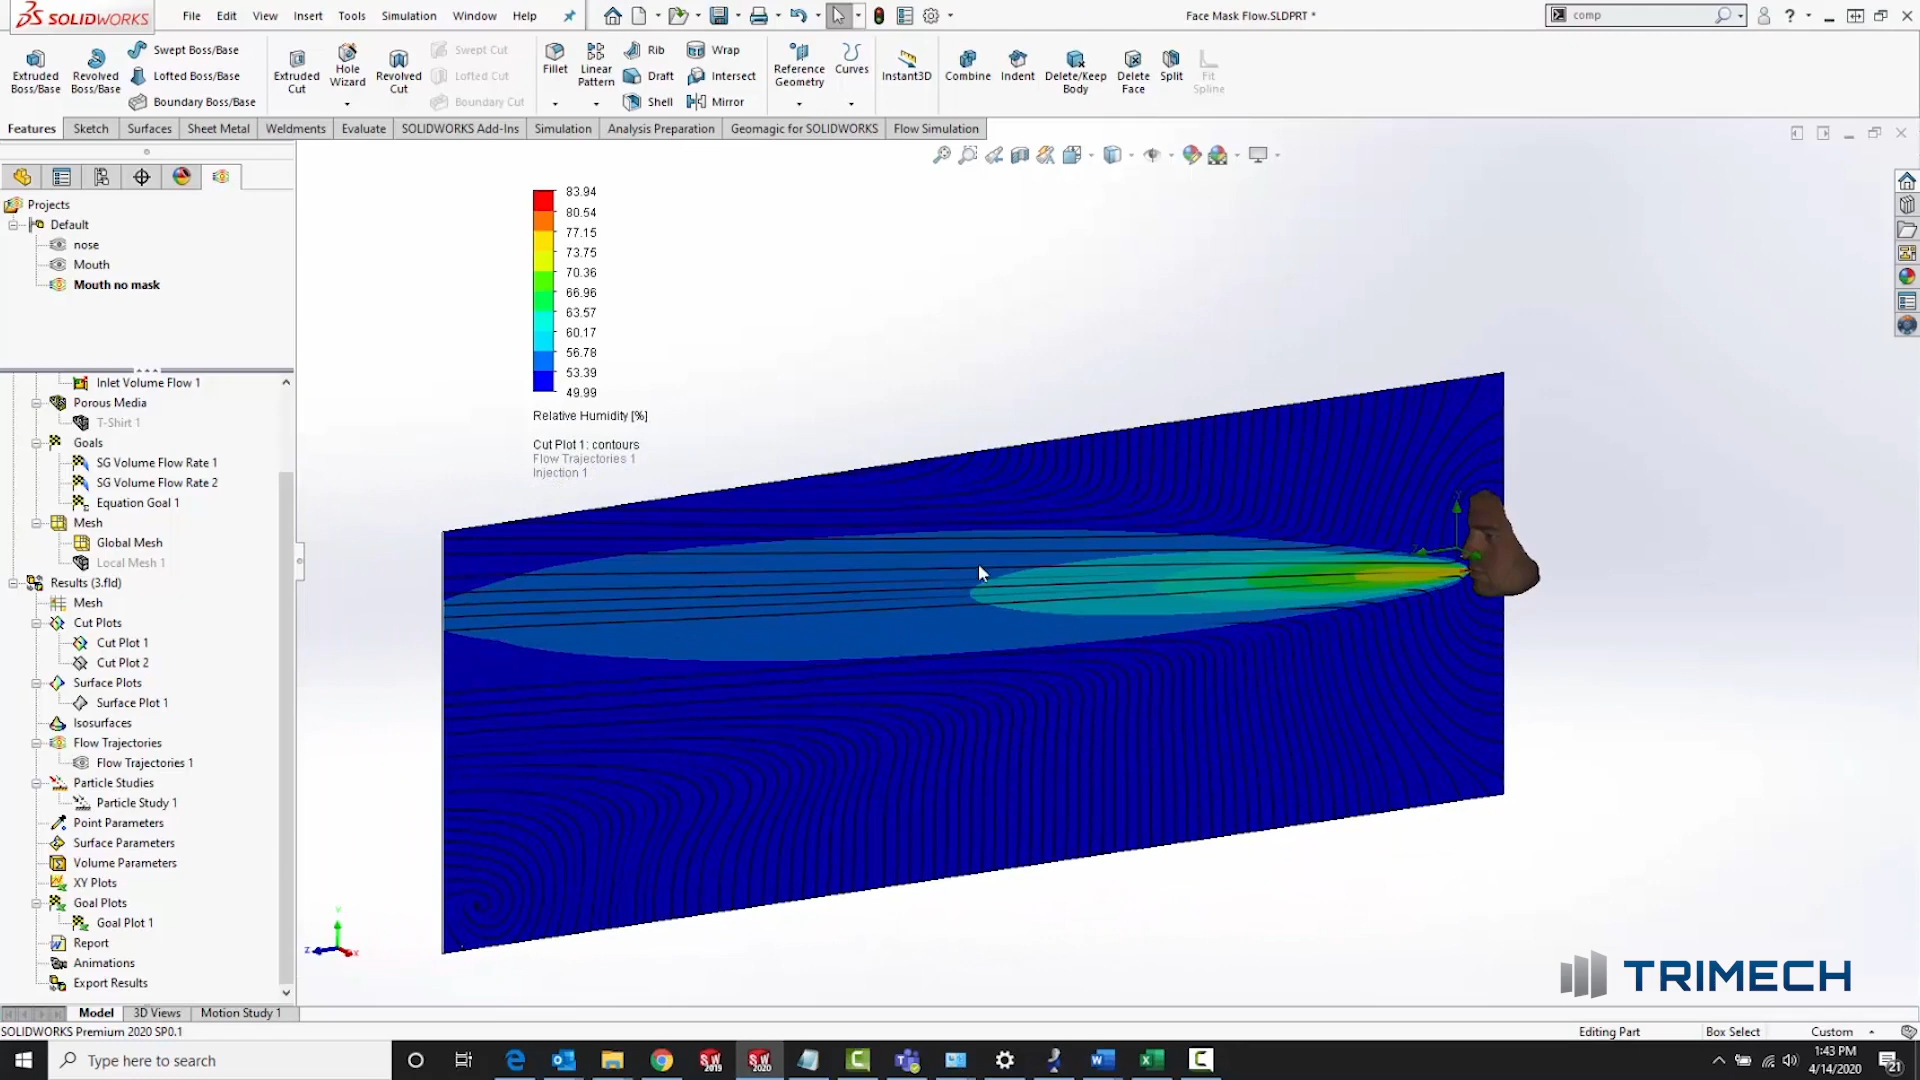 SOLIDWORKS
File Edit View Insert Tools Simulation Window Help
Face Mask Flow.SLDPRT *
comp
Extruded Boss/Base
Revolved Boss/Base
Swept Boss/Base
Lofted Boss/Base
Boundary Boss/Base
Extruded Cut
Hole Wizard
Revolved Cut
Swept Cut
Lofted Cut
Boundary Cut
Fillet
Linear Pattern
Rib
Draft
Shell
Wrap
Intersect
Mirror
Reference Geometry
Curves
Instant3D
Combine
Indent
Delete/Keep Body
Delete Face
Split
Fit Spline
Features Sketch Surfaces Sheet Metal Weldments Evaluate SOLIDWORKS Add-Ins Simulation Analysis Preparation Geomagic for SOLIDWORKS Flow Simulation
Projects
Default
nose
Mouth
Mouth no mask
Inlet Volume Flow 1
Porous Media
T-Shirt 1
Goals
SG Volume Flow Rate 1
SG Volume Flow Rate 2
Equation Goal 1
Mesh
Global Mesh
Local Mesh 1
Results (3.fld)
Mesh
Cut Plots
Cut Plot 1
Cut Plot 2
Surface Plots
Surface Plot 1
Isosurfaces
Flow Trajectories
Flow Trajectories 1
Particle Studies
Particle Study 1
Point Parameters
Surface Parameters
Volume Parameters
XY Plots
Goal Plots
Goal Plot 1
Report
Animations
Export Results
83.94
80.54
77.15
73.75
70.36
66.96
63.57
60.17
56.78
53.39
49.99
Relative Humidity [%]
Cut Plot 1: contours
Flow Trajectories 1
Injection 1
Y
Z
X
TRIMECH
Model 3D Views Motion Study 1
SOLIDWORKS Premium 2020 SP0.1
Editing Part
Box Select
Custom
Type here to search
SW 2019
SW 2020
1:43 PM
4/14/2020
21